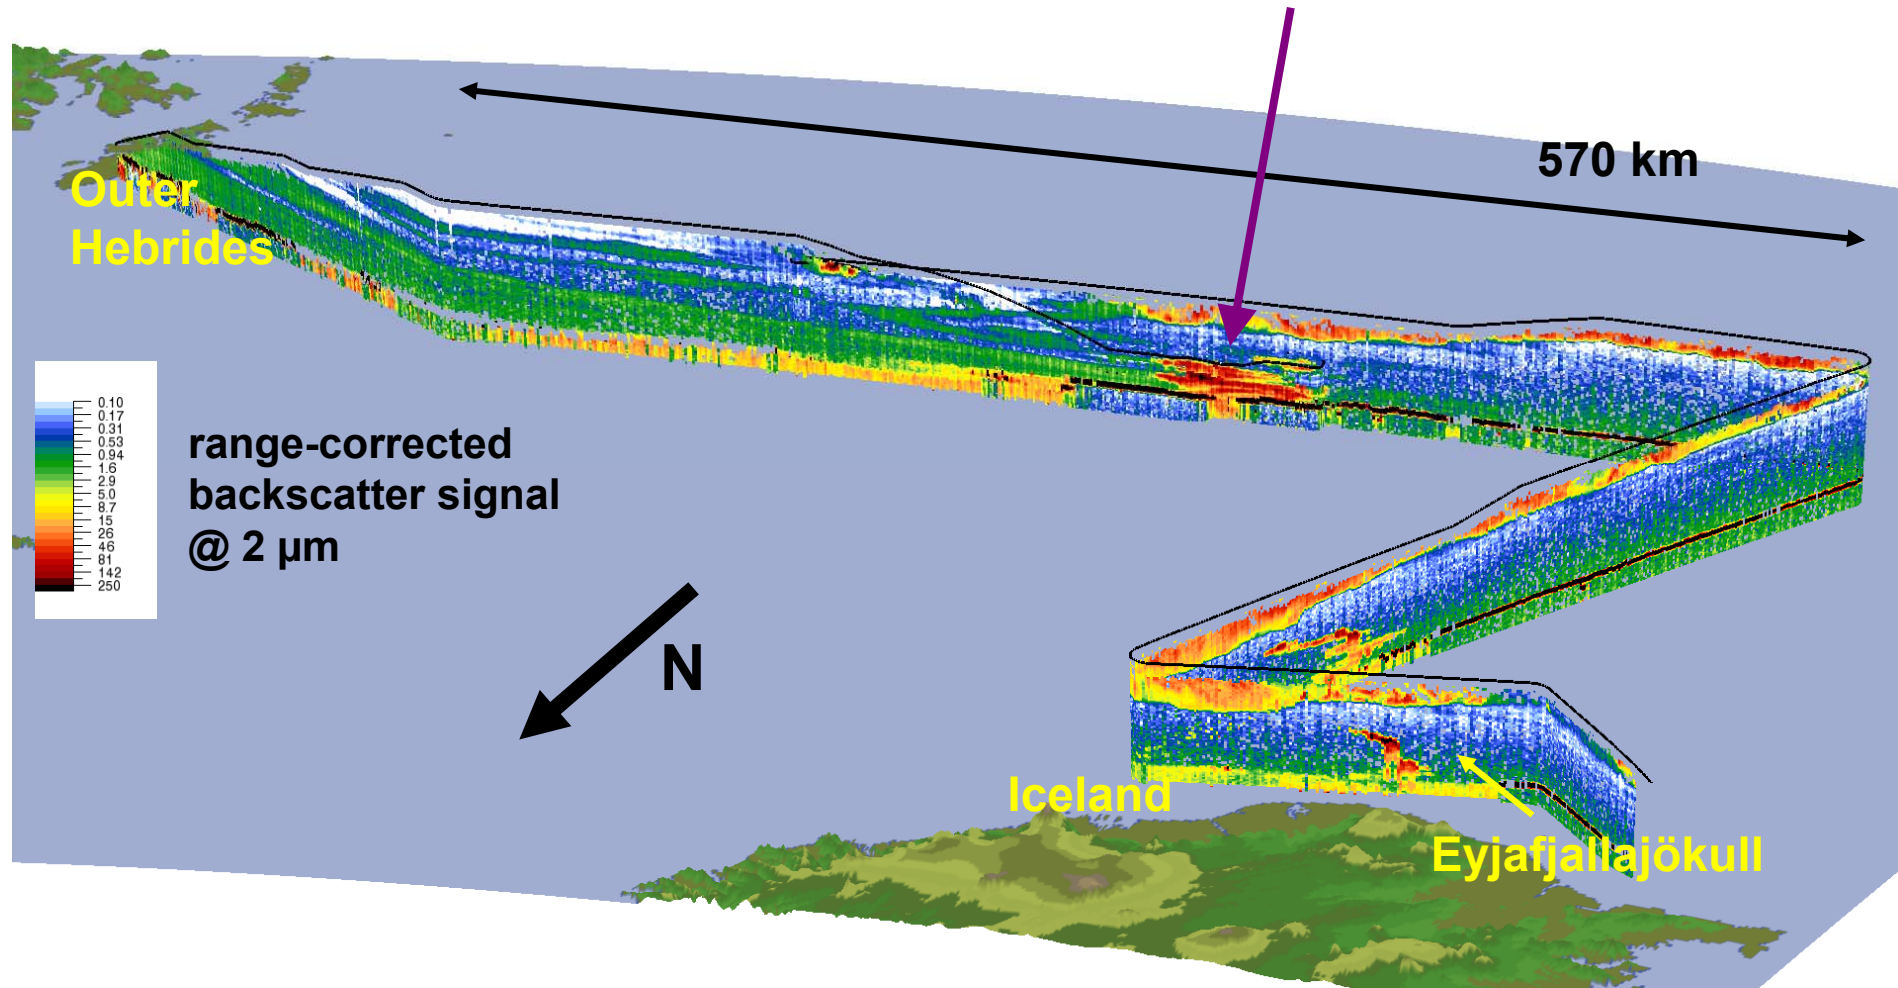 570 km
Outer
Hebrides
0.10
0.17
0.31
0.53
0.94
1.6
2.9
5.0
8.7
15
26
46
81
142
250
range-corrected
backscatter signal
@ 2 µm
N
Iceland
Eyjafjallajökull